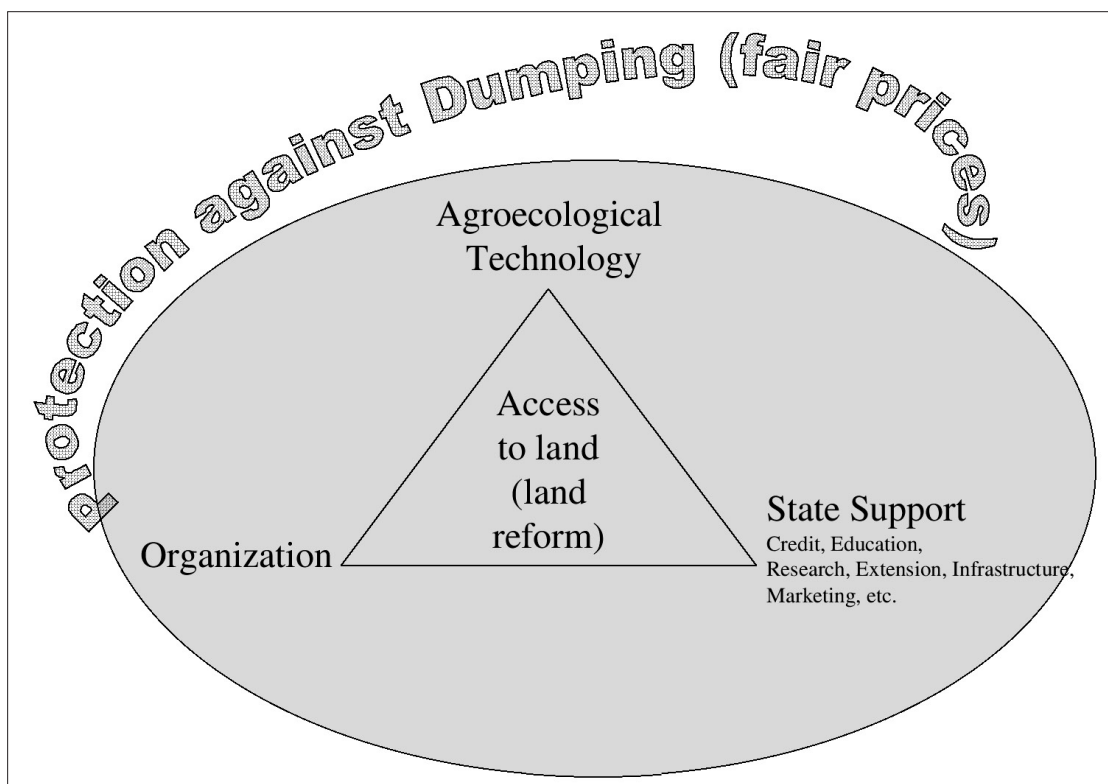 Protection against Dumping (fair prices)
Agroecological
Technology
Access
to land
(land
reform)
Organization
State Support
Credit, Education,
Research, Extension, Infrastructure,
Marketing, etc.